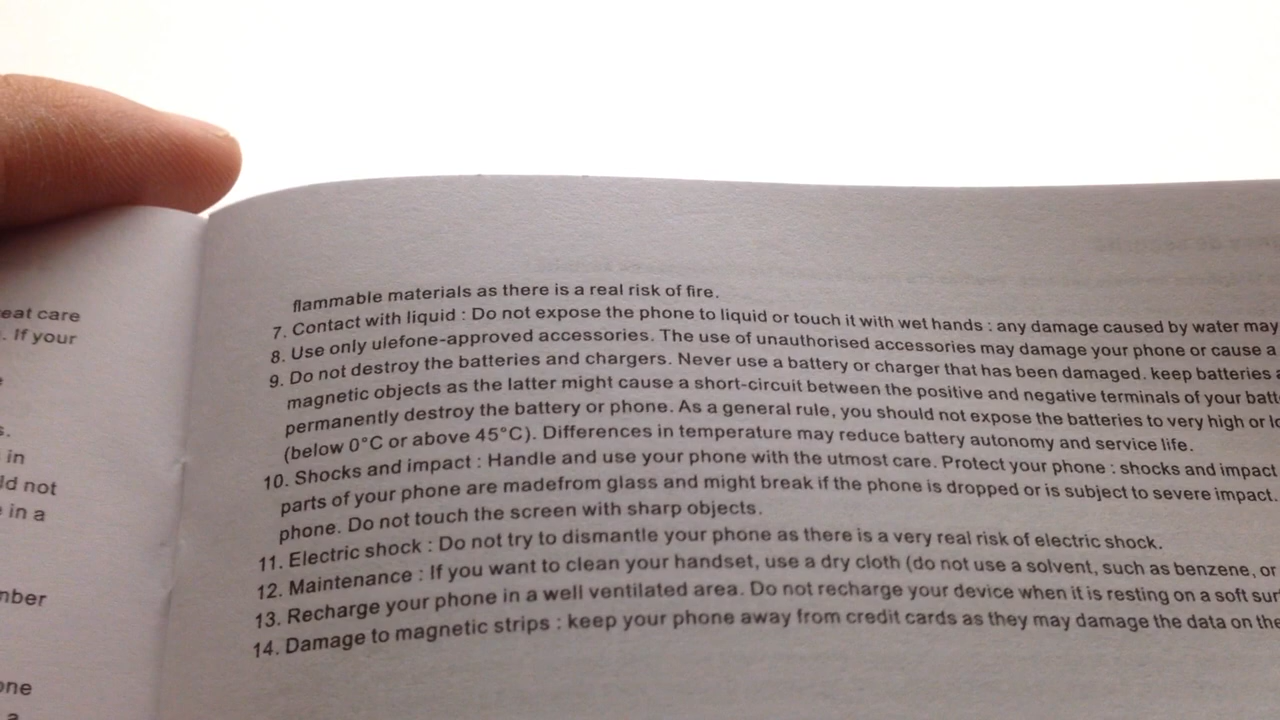 eat care
. If your
s.
in
ld not
in a
mber
one
a
flammable materials as there is a real risk of fire.
7. Contact with liquid : Do not expose the phone to liquid or touch it with wet hands : any damage caused by water may
8. Use only ulefone-approved accessories. The use of unauthorised accessories may damage your phone or cause a
9. Do not destroy the batteries and chargers. Never use a battery or charger that has been damaged. keep batteries a
magnetic objects as the latter might cause a short-circuit between the positive and negative terminals of your batt
permanently destroy the battery or phone. As a general rule, you should not expose the batteries to very high or lo
(below 0°C or above 45°C). Differences in temperature may reduce battery autonomy and service life.
10. Shocks and impact : Handle and use your phone with the utmost care. Protect your phone : shocks and impact
parts of your phone are madefrom glass and might break if the phone is dropped or is subject to severe impact.
phone. Do not touch the screen with sharp objects.
11. Electric shock : Do not try to dismantle your phone as there is a very real risk of electric shock.
12. Maintenance : If you want to clean your handset, use a dry cloth (do not use a solvent, such as benzene, or
13. Recharge your phone in a well ventilated area. Do not recharge your device when it is resting on a soft sur
14. Damage to magnetic strips : keep your phone away from credit cards as they may damage the data on the